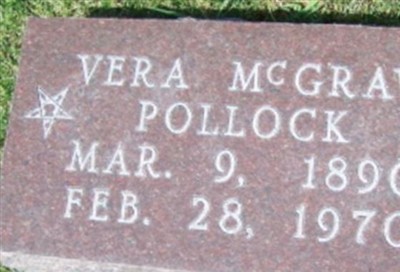 VERA McGRAW
POLLOCK
MAR. 9, 1890
FEB. 28, 1970